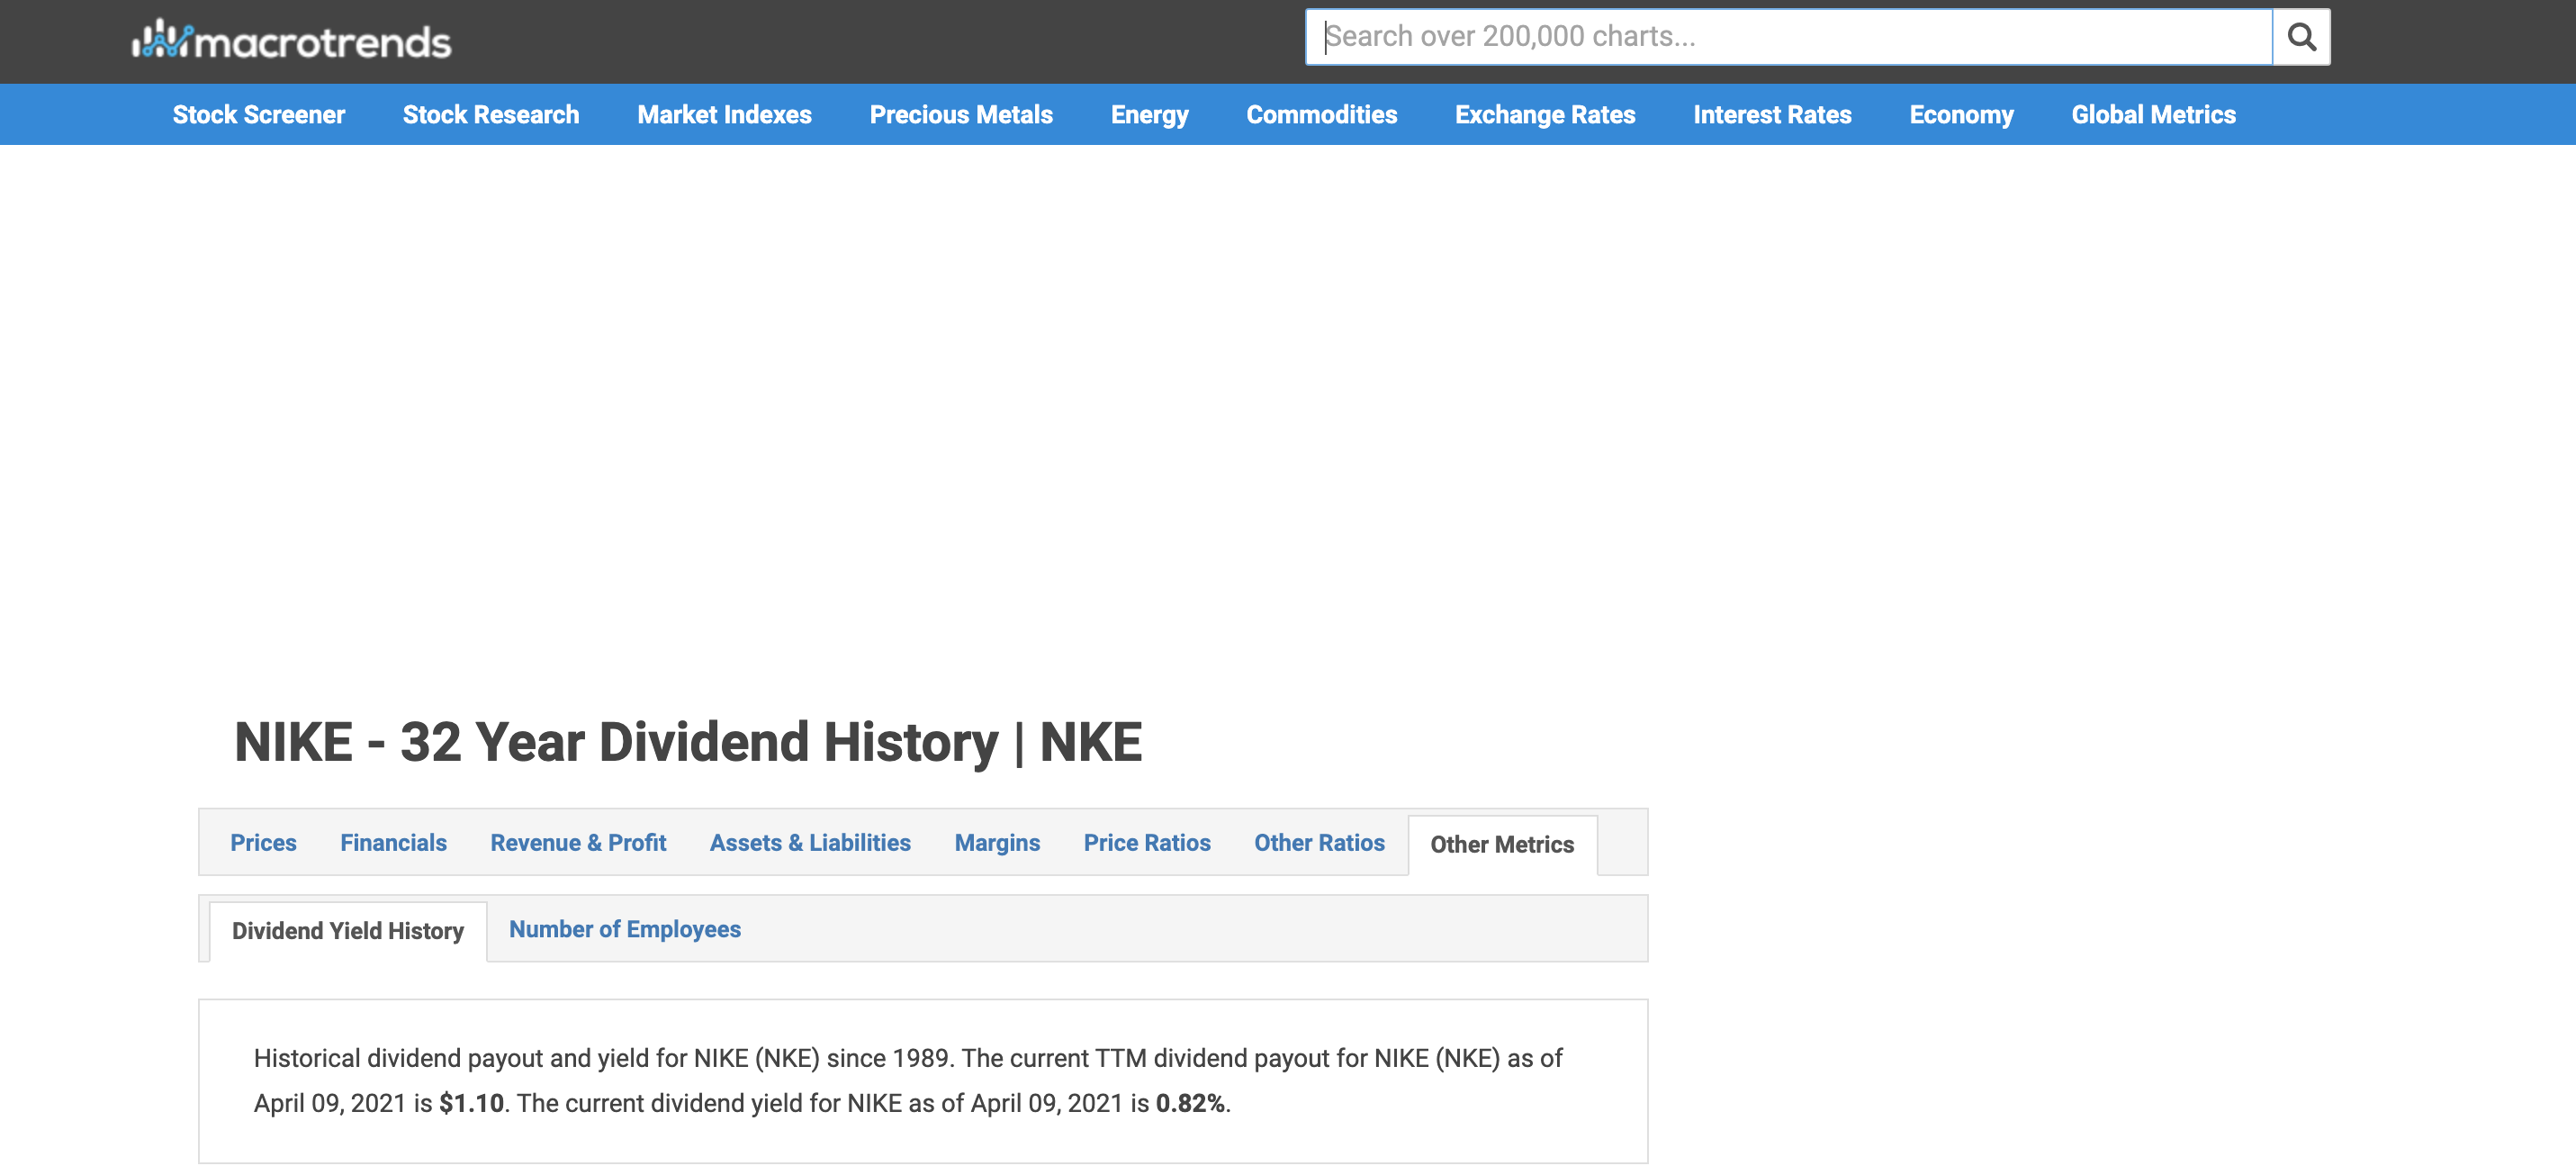 macrotrends
Search over 200,000 charts...
Stock Screener Stock Research Market Indexes Precious Metals Energy Commodities Exchange Rates Interest Rates Economy Global Metrics
NIKE - 32 Year Dividend History | NKE
Prices Financials Revenue & Profit Assets & Liabilities Margins Price Ratios Other Ratios Other Metrics
Dividend Yield History Number of Employees
Historical dividend payout and yield for NIKE (NKE) since 1989. The current TTM dividend payout for NIKE (NKE) as of
April 09, 2021 is $1.10. The current dividend yield for NIKE as of April 09, 2021 is 0.82%.